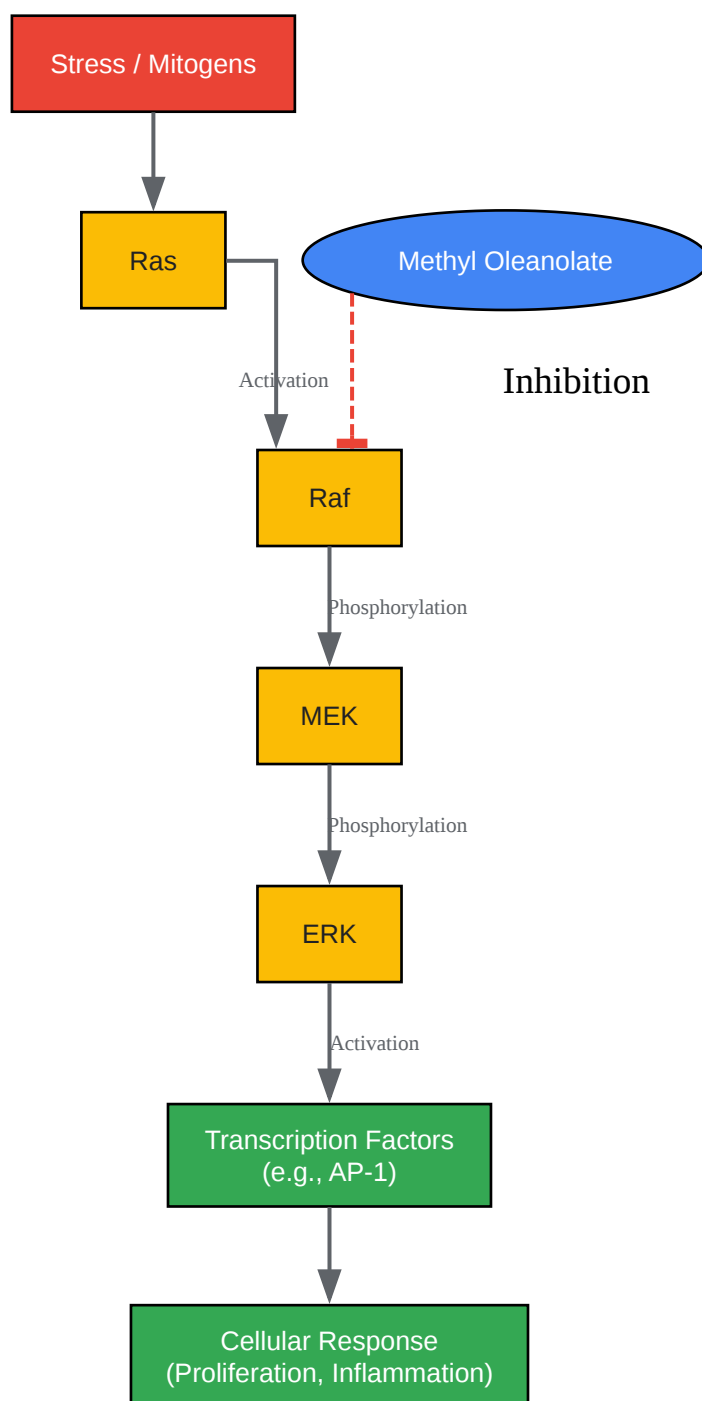 Stress / Mitogens
Ras
Methyl Oleanolate
Activation
Inhibition
Raf
Phosphorylation
MEK
Phosphorylation
ERK
Activation
Transcription Factors
(e.g., AP-1)
Cellular Response
(Proliferation, Inflammation)